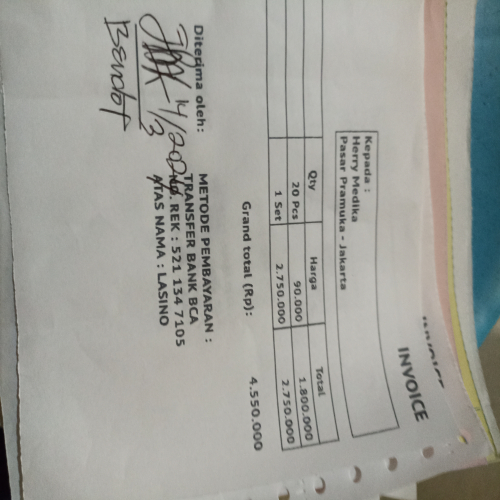 INVOICE
Kepada :
Herry Medika
Pasar Pramuka - Jakarta
Qty Harga Total
20 Pcs 90.000 1.800.000
1 Set 2.750.000 2.750.000
Grand total (Rp): 4.550.000
Diterima oleh:
14/2024
3
Bendot
METODE PEMBAYARAN :
TRANSFER BANK BCA
NO. REK : 521 134 7105
ATAS NAMA : LASINO